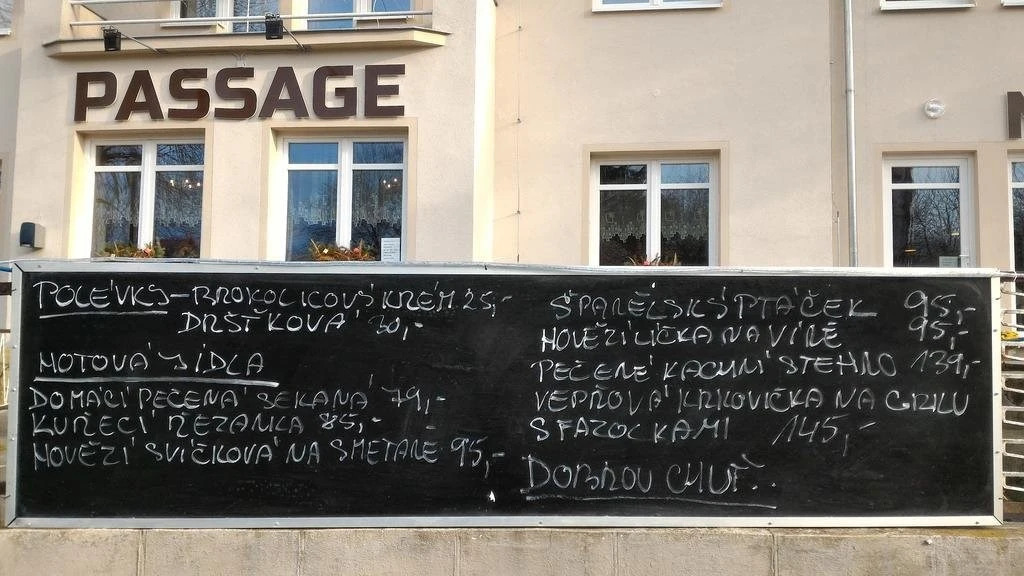 PASSAGE
POLÉVKY - BROKOLICOVÝ KRÉM 25,-
DRŠŤKOVÁ 30,-
HOTOVÁ JÍDLA
DOMÁCÍ PEČENÁ SEKANÁ 79,-
KUŘECÍ ŘEZANKA 85,-
HOVĚZÍ SVÍČKOVÁ NA SMETANĚ 95,-
ŠPANĚLSKÝ PTÁČEK 95,-
HOVĚZÍ LÍČKA NA VÍNĚ 95,-
PEČENÉ KACHNÍ STEHNO 139,-
VEPŘOVÁ KRKOVIČKA NA GRILU
S FAZOLKAMI 145,-
DOBROU CHUŤ..